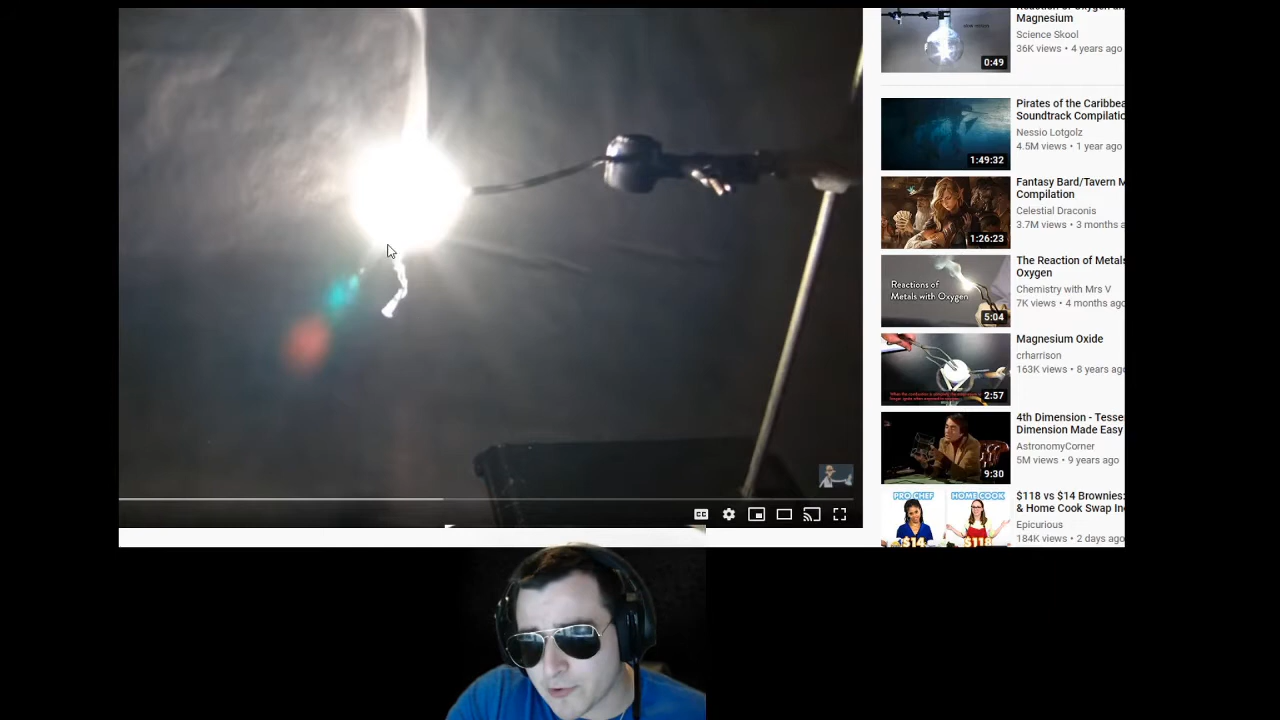 Magnesium
Science Skool
36K views • 4 years ago
0:49
Pirates of the Caribbea
Soundtrack Compilatio
Nessio Lotgolz
4.5M views • 1 year ago
1:49:32
Fantasy Bard/Tavern M
Compilation
Celestial Draconis
3.7M views • 3 months a
1:26:23
The Reaction of Metals
Oxygen
Chemistry with Mrs V
7K views • 4 months ago
Reactions of
Metals with Oxygen
5:04
Magnesium Oxide
crharrison
163K views • 8 years ago
2:57
4th Dimension - Tesse
Dimension Made Easy
AstronomyCorner
5M views • 9 years ago
9:30
$118 vs $14 Brownies:
& Home Cook Swap In
Epicurious
184K views • 2 days ago
PRO CHEF
HOME COOK
$14
$118
CC